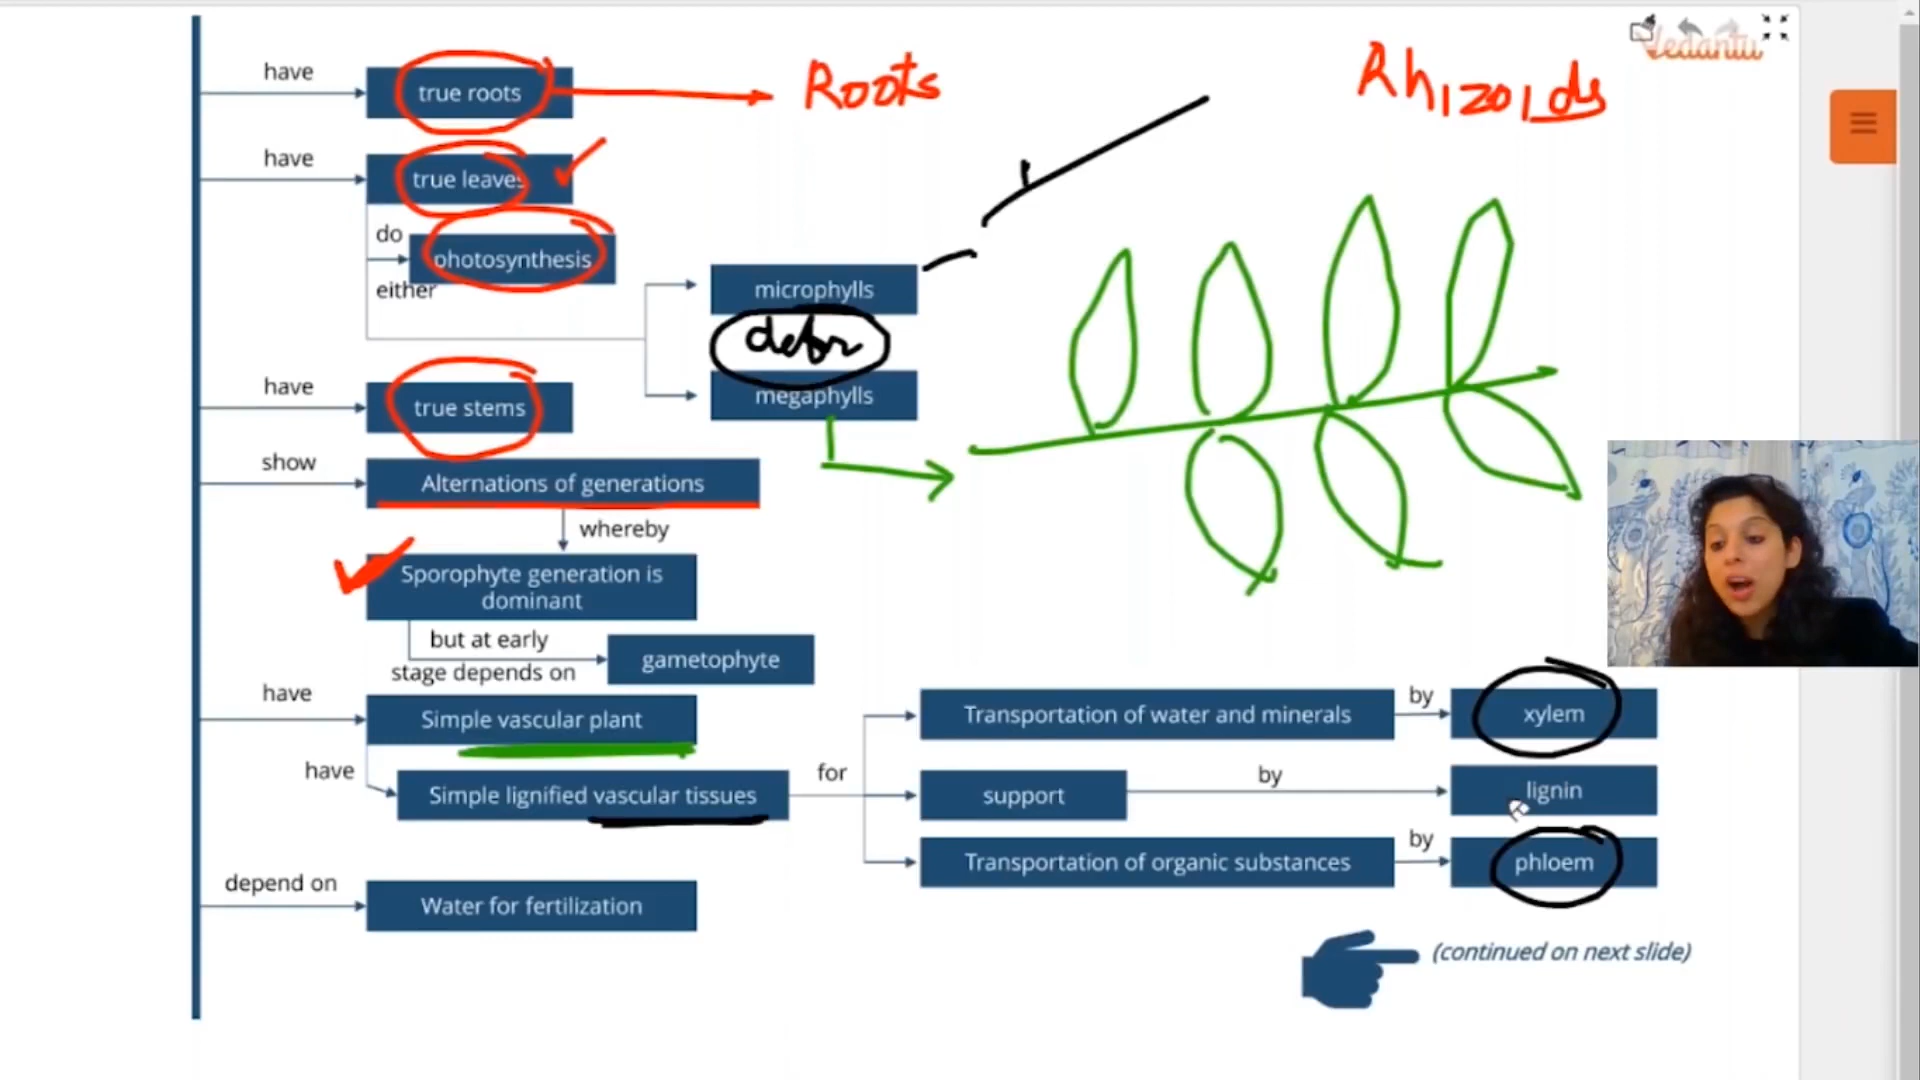 Vedantu
have
true roots
Roots
Rhizoids
have
true leaves
do
photosynthesis
either
microphylls
megaphylls
have
true stems
show
Alternations of generations
whereby
Sporophyte generation is
dominant
but at early
stage depends on
gametophyte
have
Simple vascular plant
have
Simple lignified vascular tissues
for
Transportation of water and minerals
by
xylem
support
by
lignin
Transportation of organic substances
by
phloem
depend on
Water for fertilization
(continued on next slide)